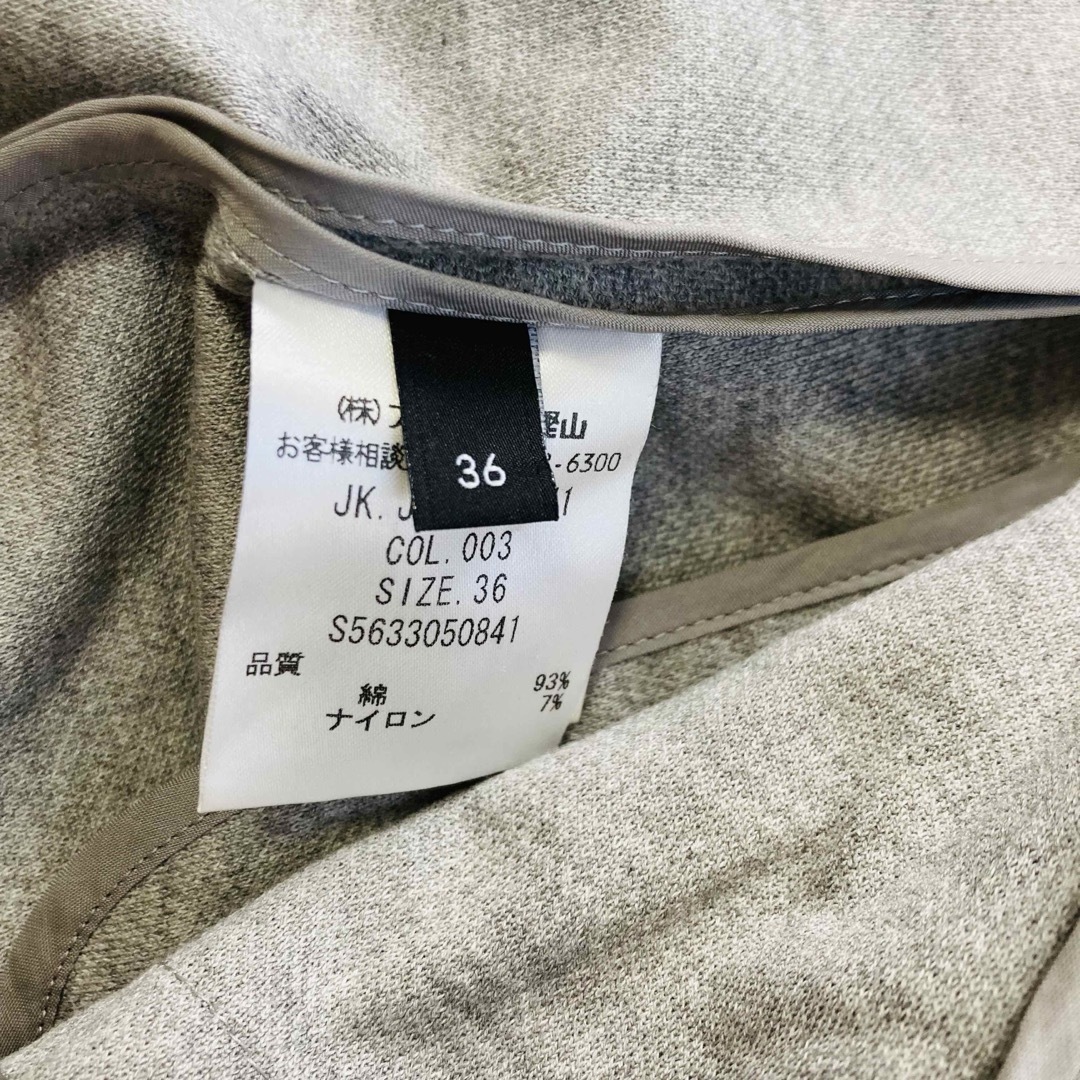 (株) 山
お客様相談 -6300
36
JK. J
COL. 003
SIZE. 36
S5633050841
品質
綿 93%
ナイロン 7%